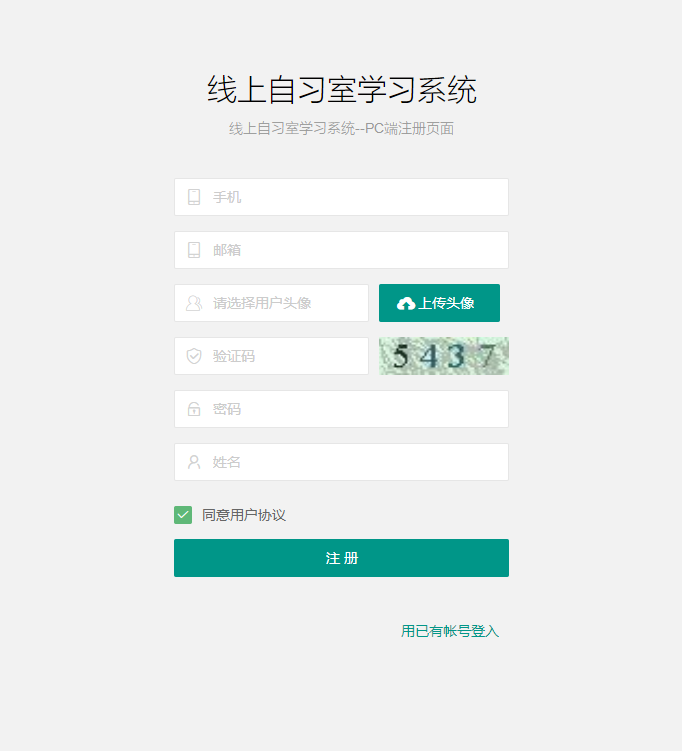 线上自习室学习系统
线上自习室学习系统--PC端注册页面
手机
邮箱
请选择用户头像
上传头像
验证码
5437
密码
姓名
同意用户协议
注 册
用已有帐号登入